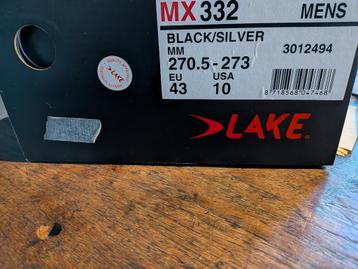 MX 332 MENS
BLACK/SILVER
MM 3012494
270.5 - 273
EU USA
43 10
8 718568 047468
LAKE
LAKE®